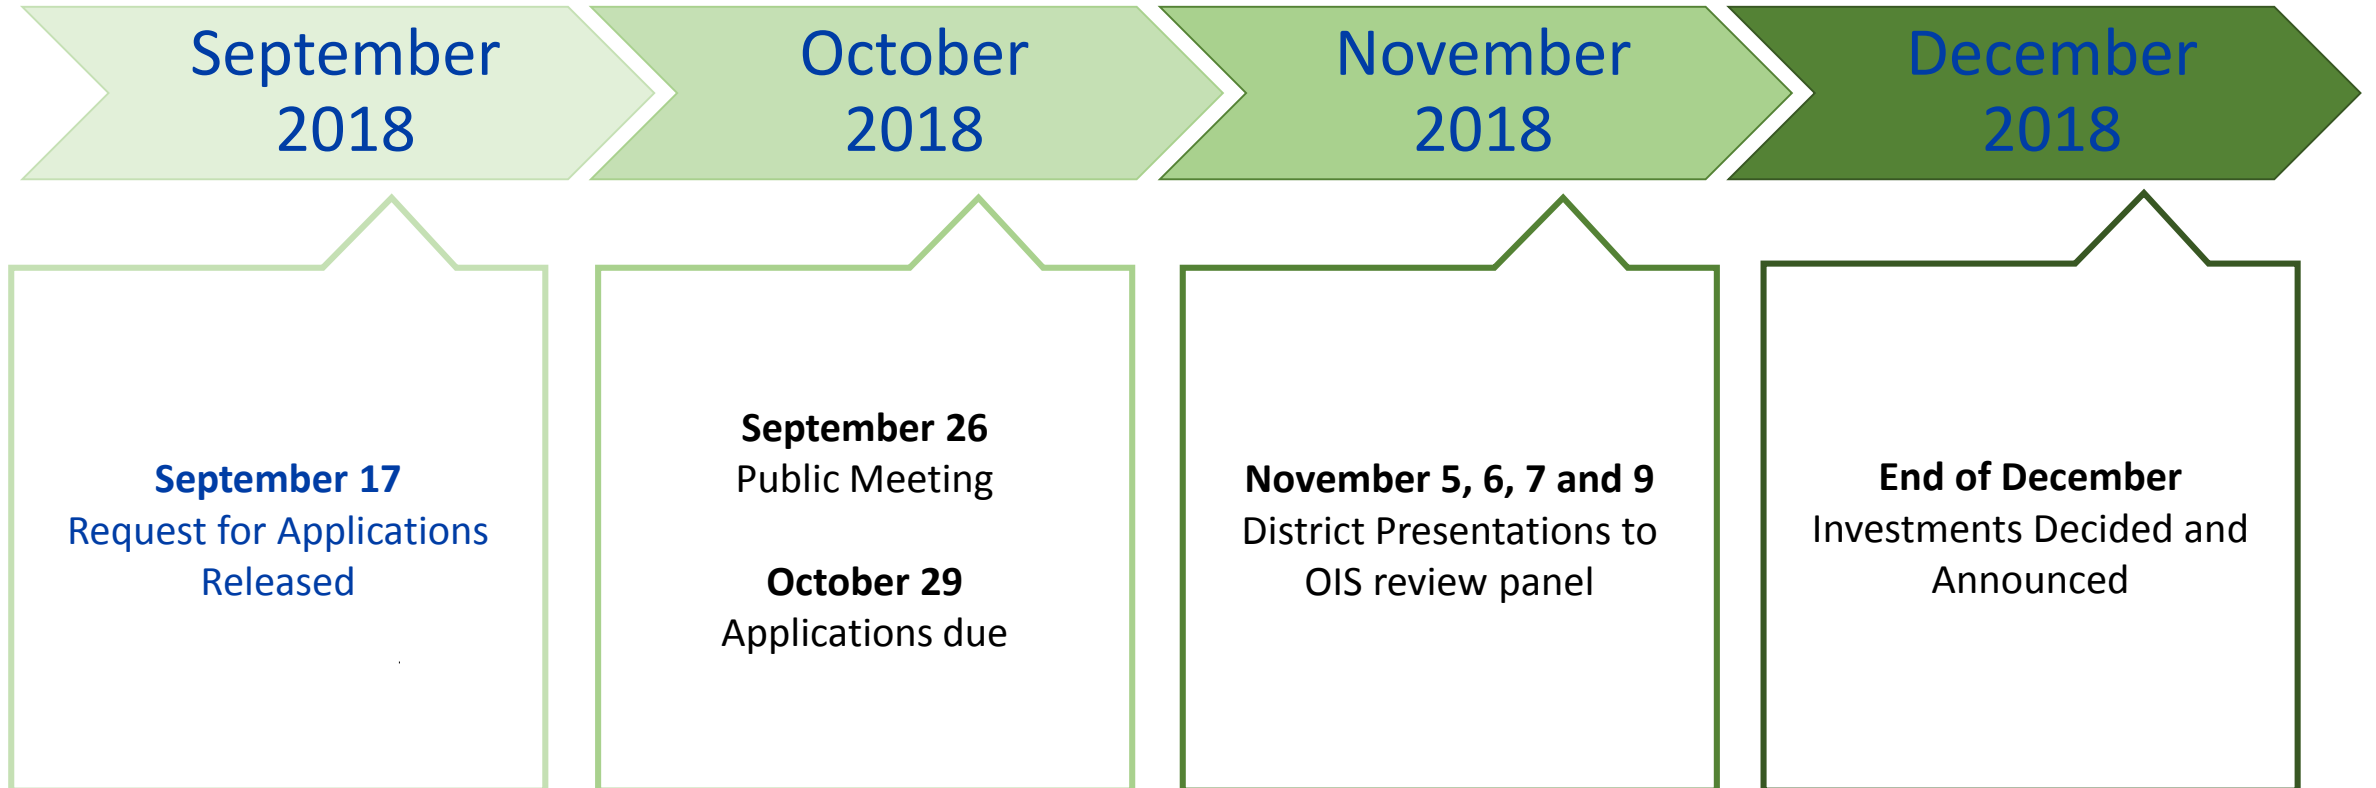 September
2018
October
2018
November
2018
December
2018
September 17
Request for Applications
Released
September 26
Public Meeting
October 29
Applications due
November 5, 6, 7 and 9
District Presentations to
OIS review panel
End of December
Investments Decided and
Announced